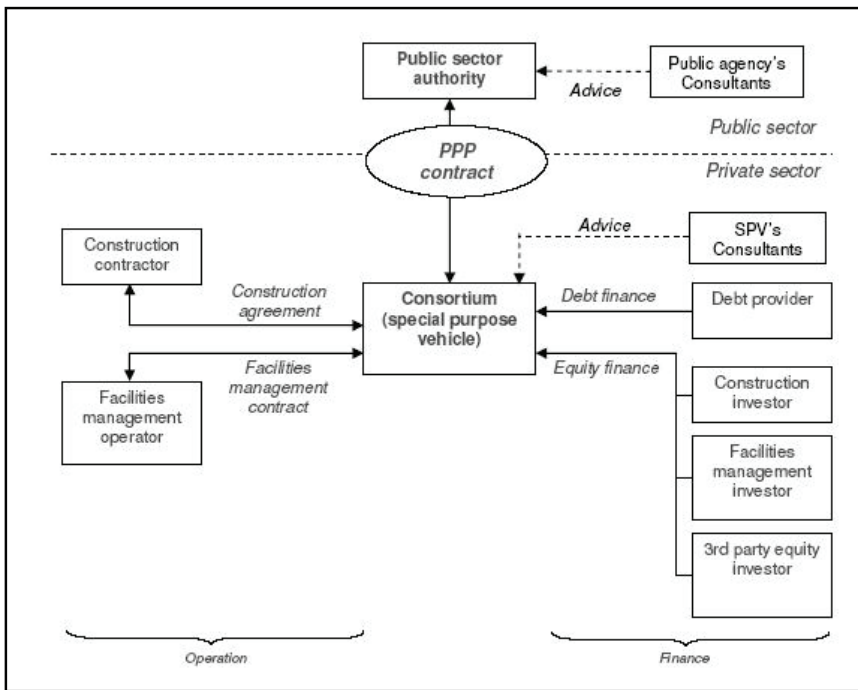 Public sector
authority
Public agency's
Consultants
Advice
Public sector
PPP
contract
Private sector
Advice
SPV's
Consultants
Construction
contractor
Construction
agreement
Consortium
(special purpose
vehicle)
Debt finance
Debt provider
Facilities
management
contract
Equity finance
Facilities
management
operator
Construction
investor
Facilities
management
investor
3rd party equity
investor
Operation
Finance